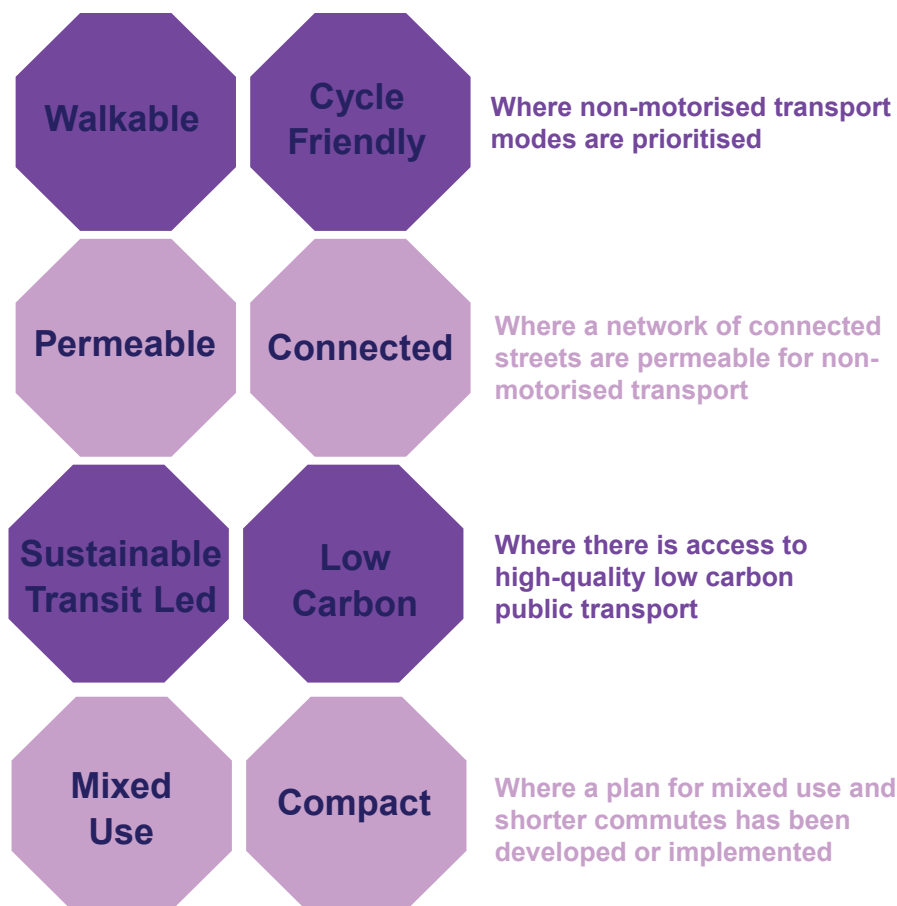 Walkable
Cycle
Friendly
Where non-motorised transport
modes are prioritised
Permeable
Connected
Where a network of connected
streets are permeable for non-
motorised transport
Sustainable
Transit Led
Low
Carbon
Where there is access to
high-quality low carbon
public transport
Mixed
Use
Compact
Where a plan for mixed use and
shorter commutes has been
developed or implemented